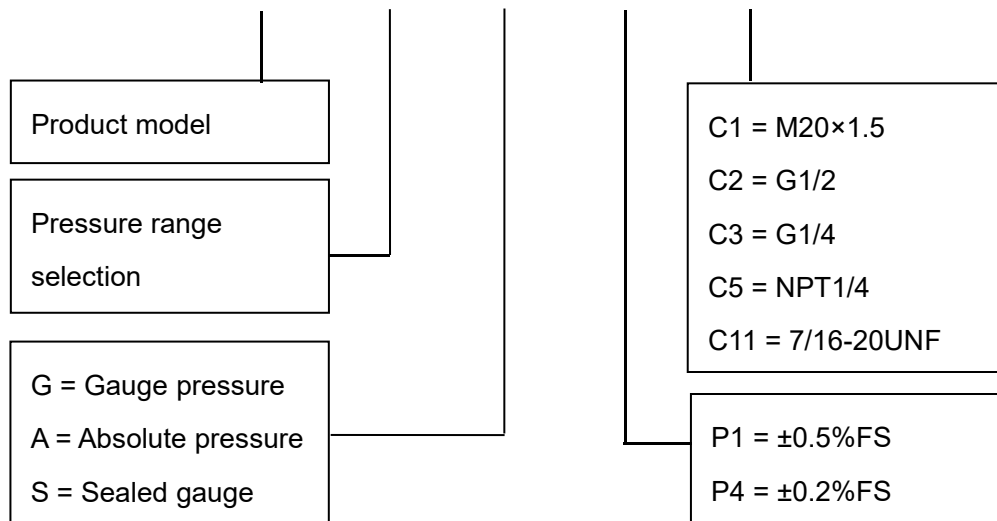 Product model
Pressure range
selection
G = Gauge pressure
A = Absolute pressure
S = Sealed gauge
C1 = M20×1.5
C2 = G1/2
C3 = G1/4
C5 = NPT1/4
C11 = 7/16-20UNF
P1 = ±0.5%FS
P4 = ±0.2%FS